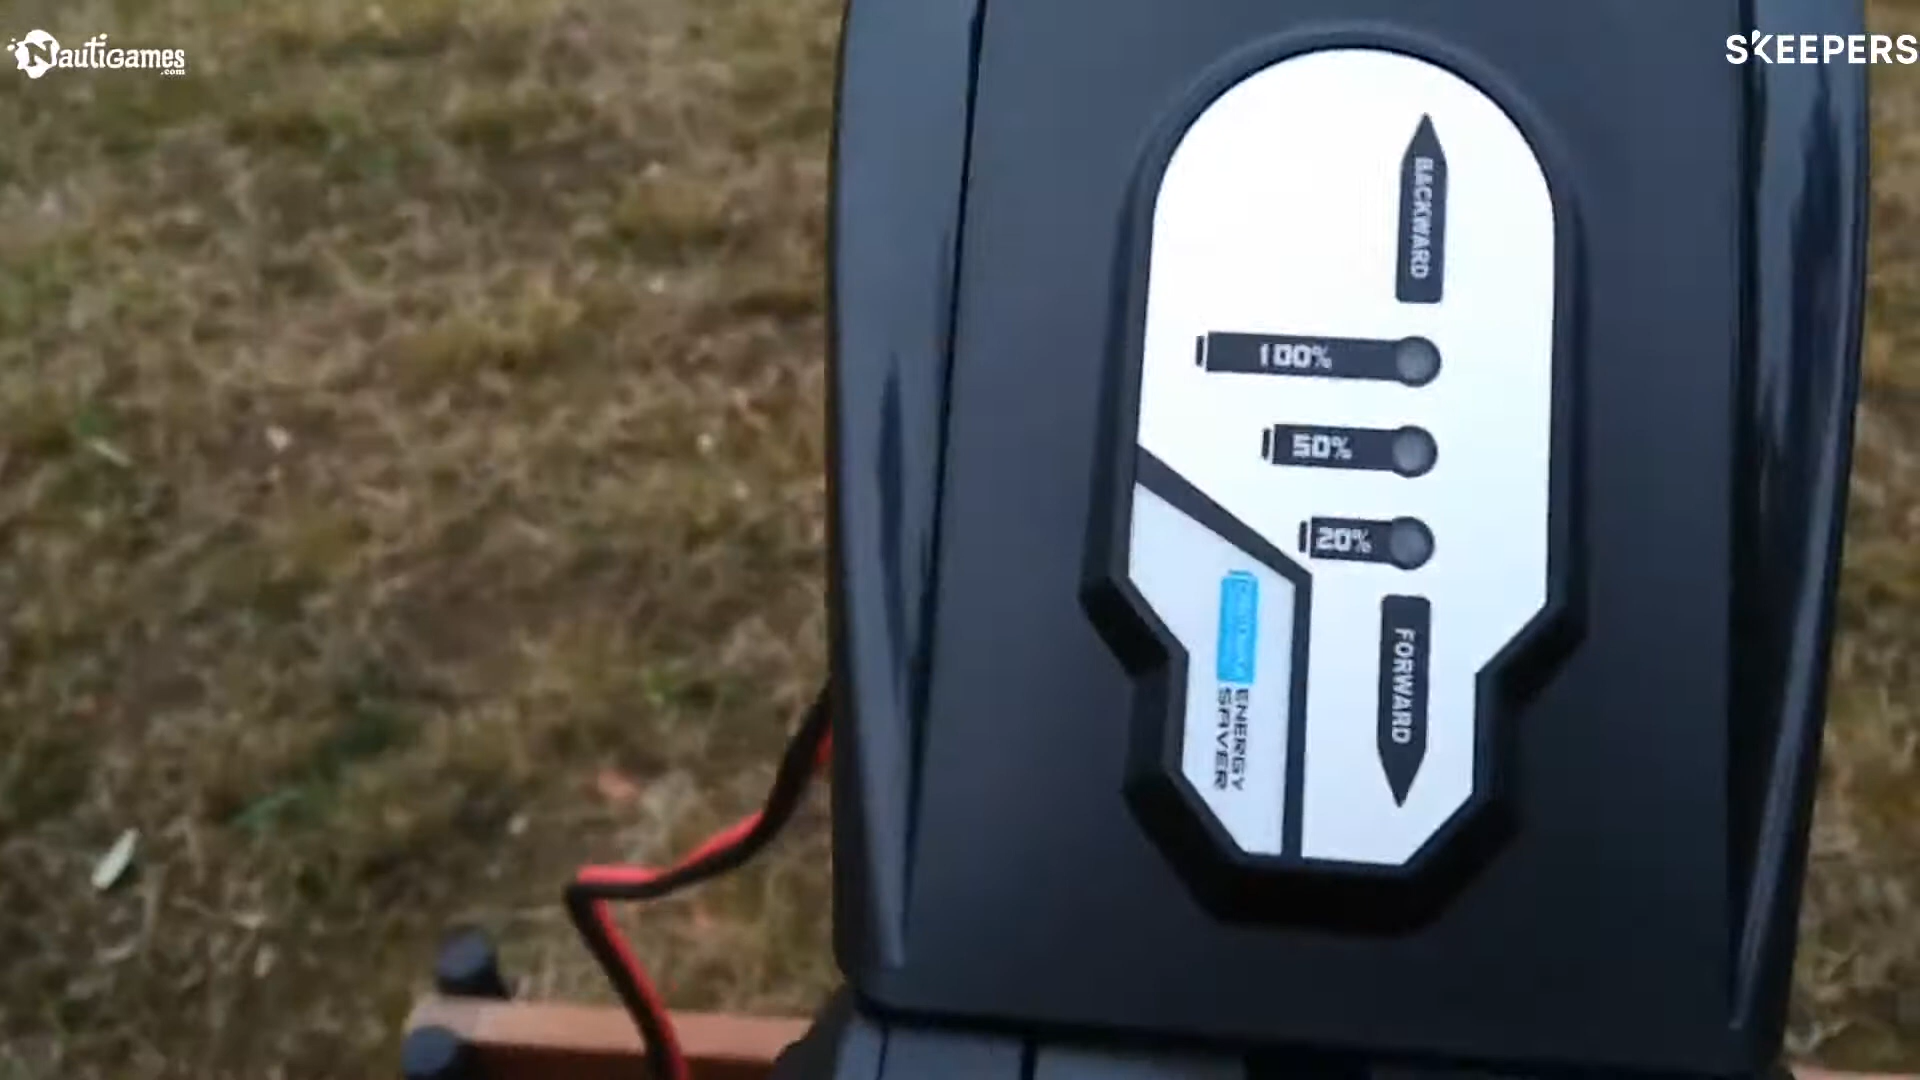 NautiGames
.com
SKEEPERS
BACKWARD
100%
50%
20%
FORWARD
ENERGY
SAVER